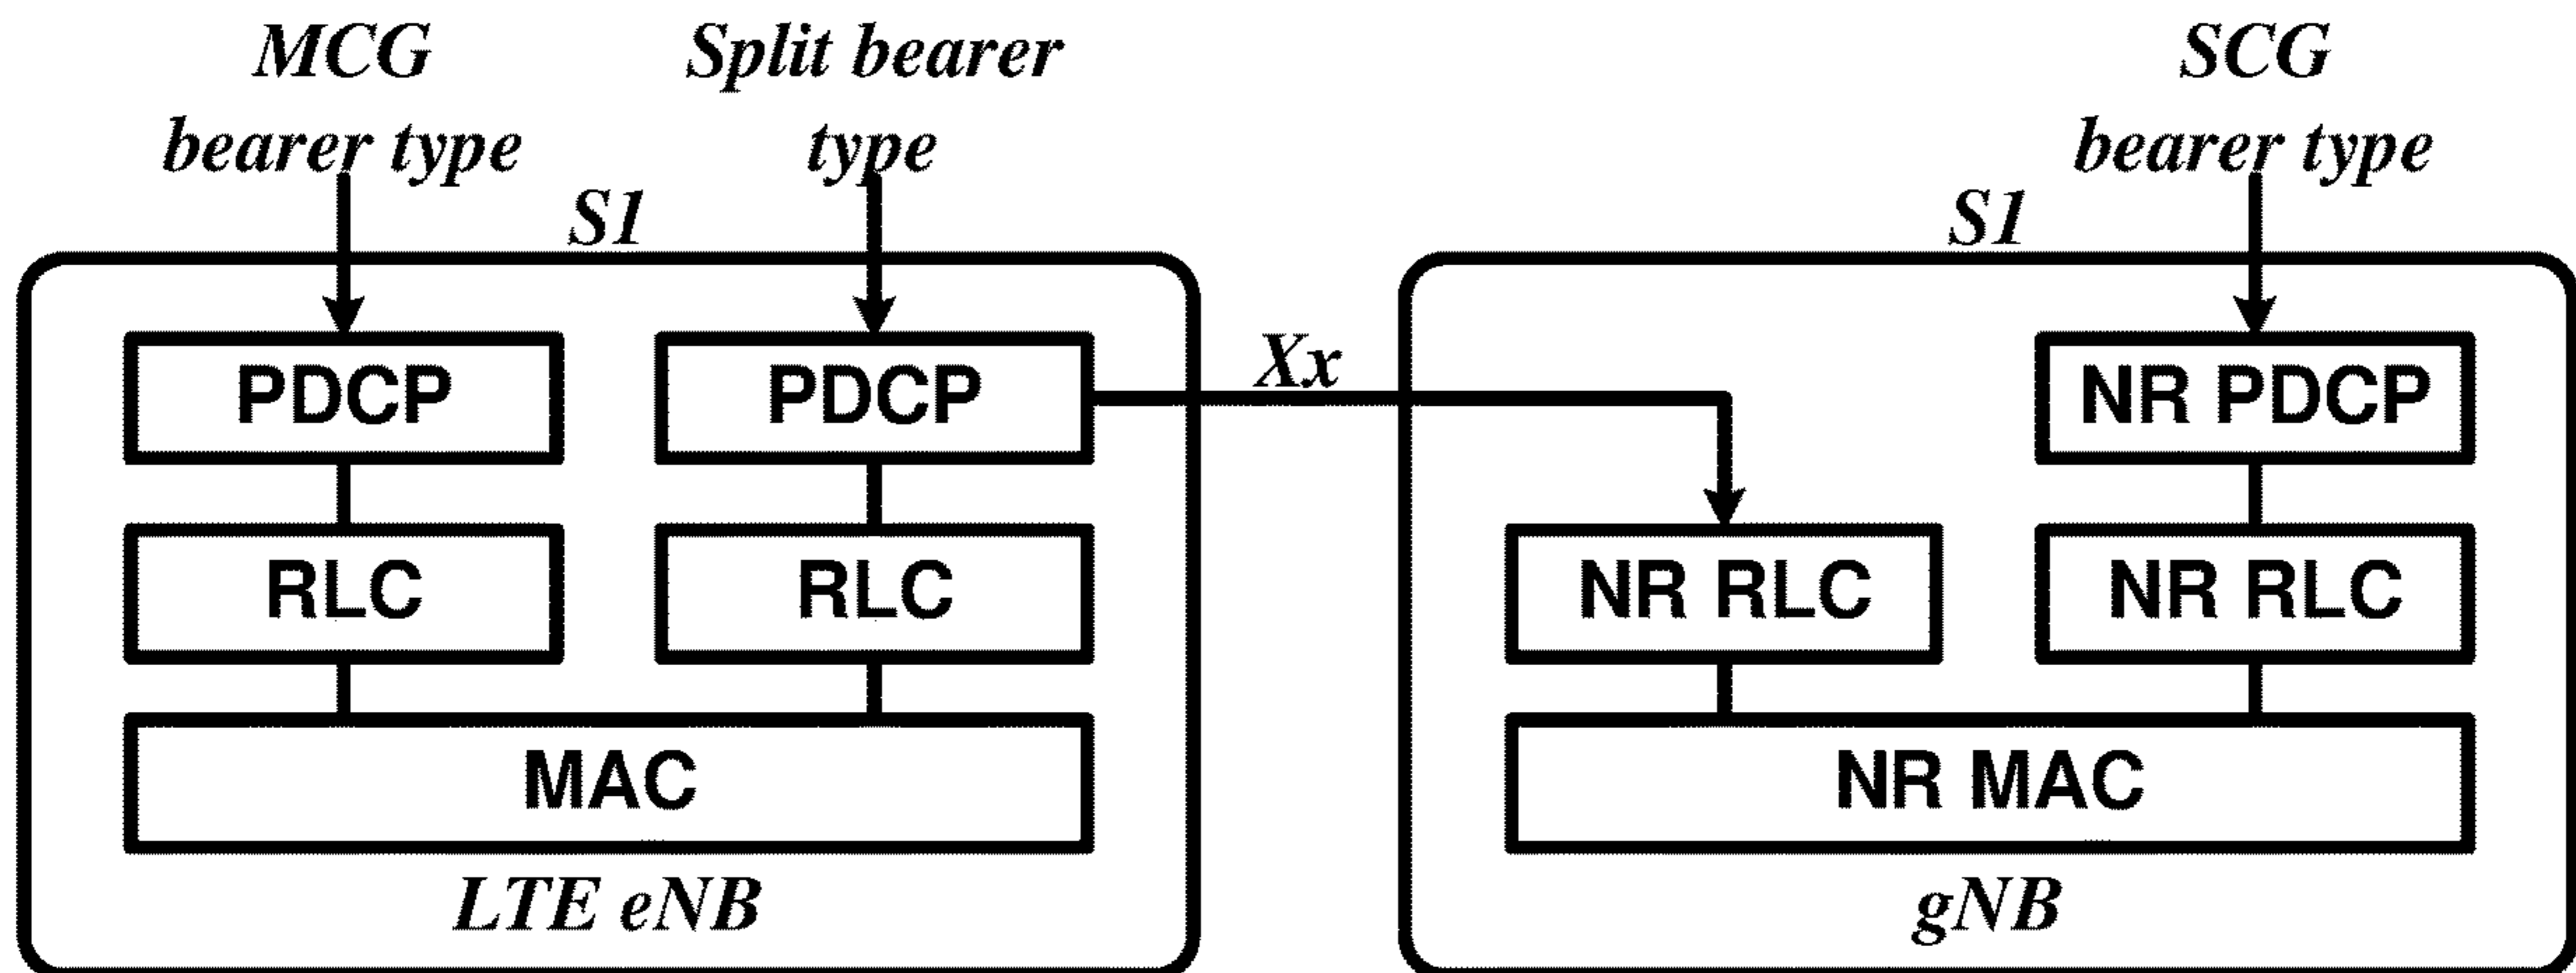 MCG
bearer type
Split bearer
type
SCG
bearer type
S1
S1
Xx
PDCP
PDCP
NR PDCP
RLC
RLC
NR RLC
NR RLC
MAC
NR MAC
LTE eNB
gNB